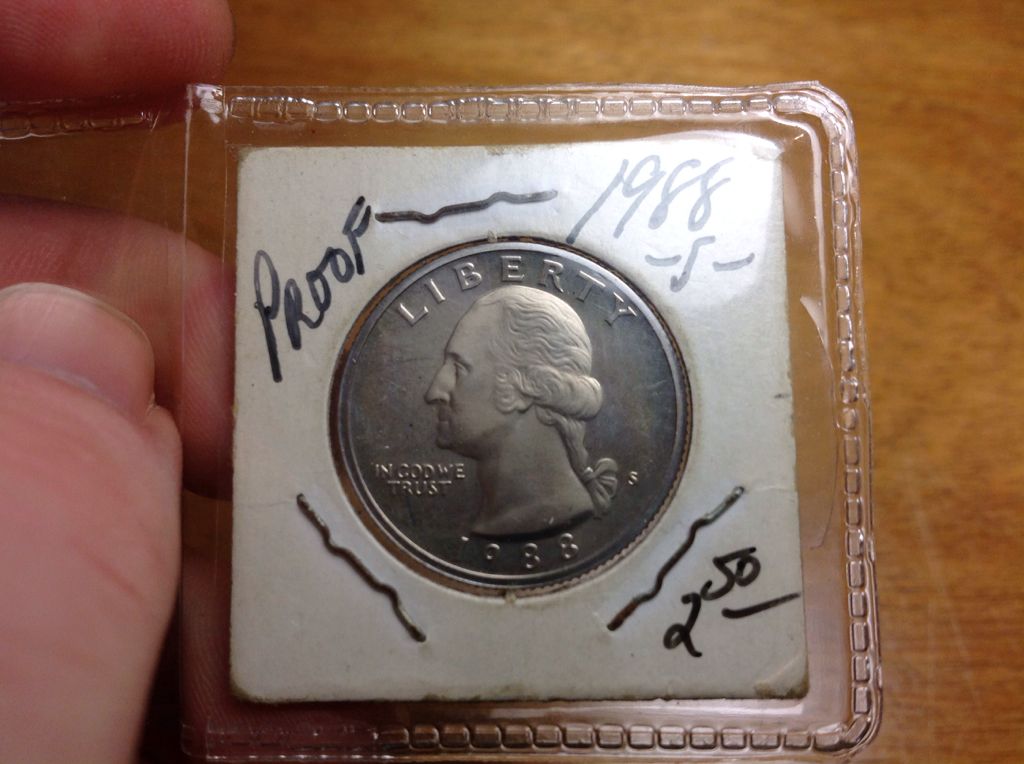 PROOF
1988
-S-
LIBERTY
IN GOD WE
TRUST
S
1988
2 50